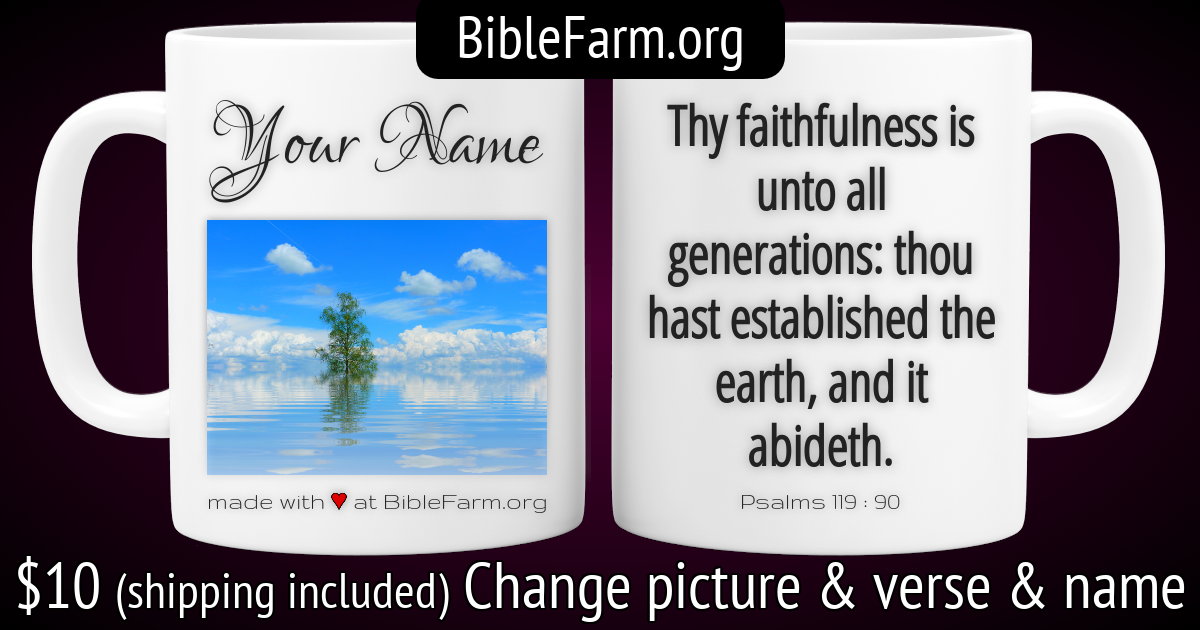 BibleFarm.org
Your Name
made with ♥ at BibleFarm.org
Thy faithfulness is
unto all
generations: thou
hast established the
earth, and it
abideth.
Psalms 119 : 90
$10 (shipping included) Change picture & verse & name